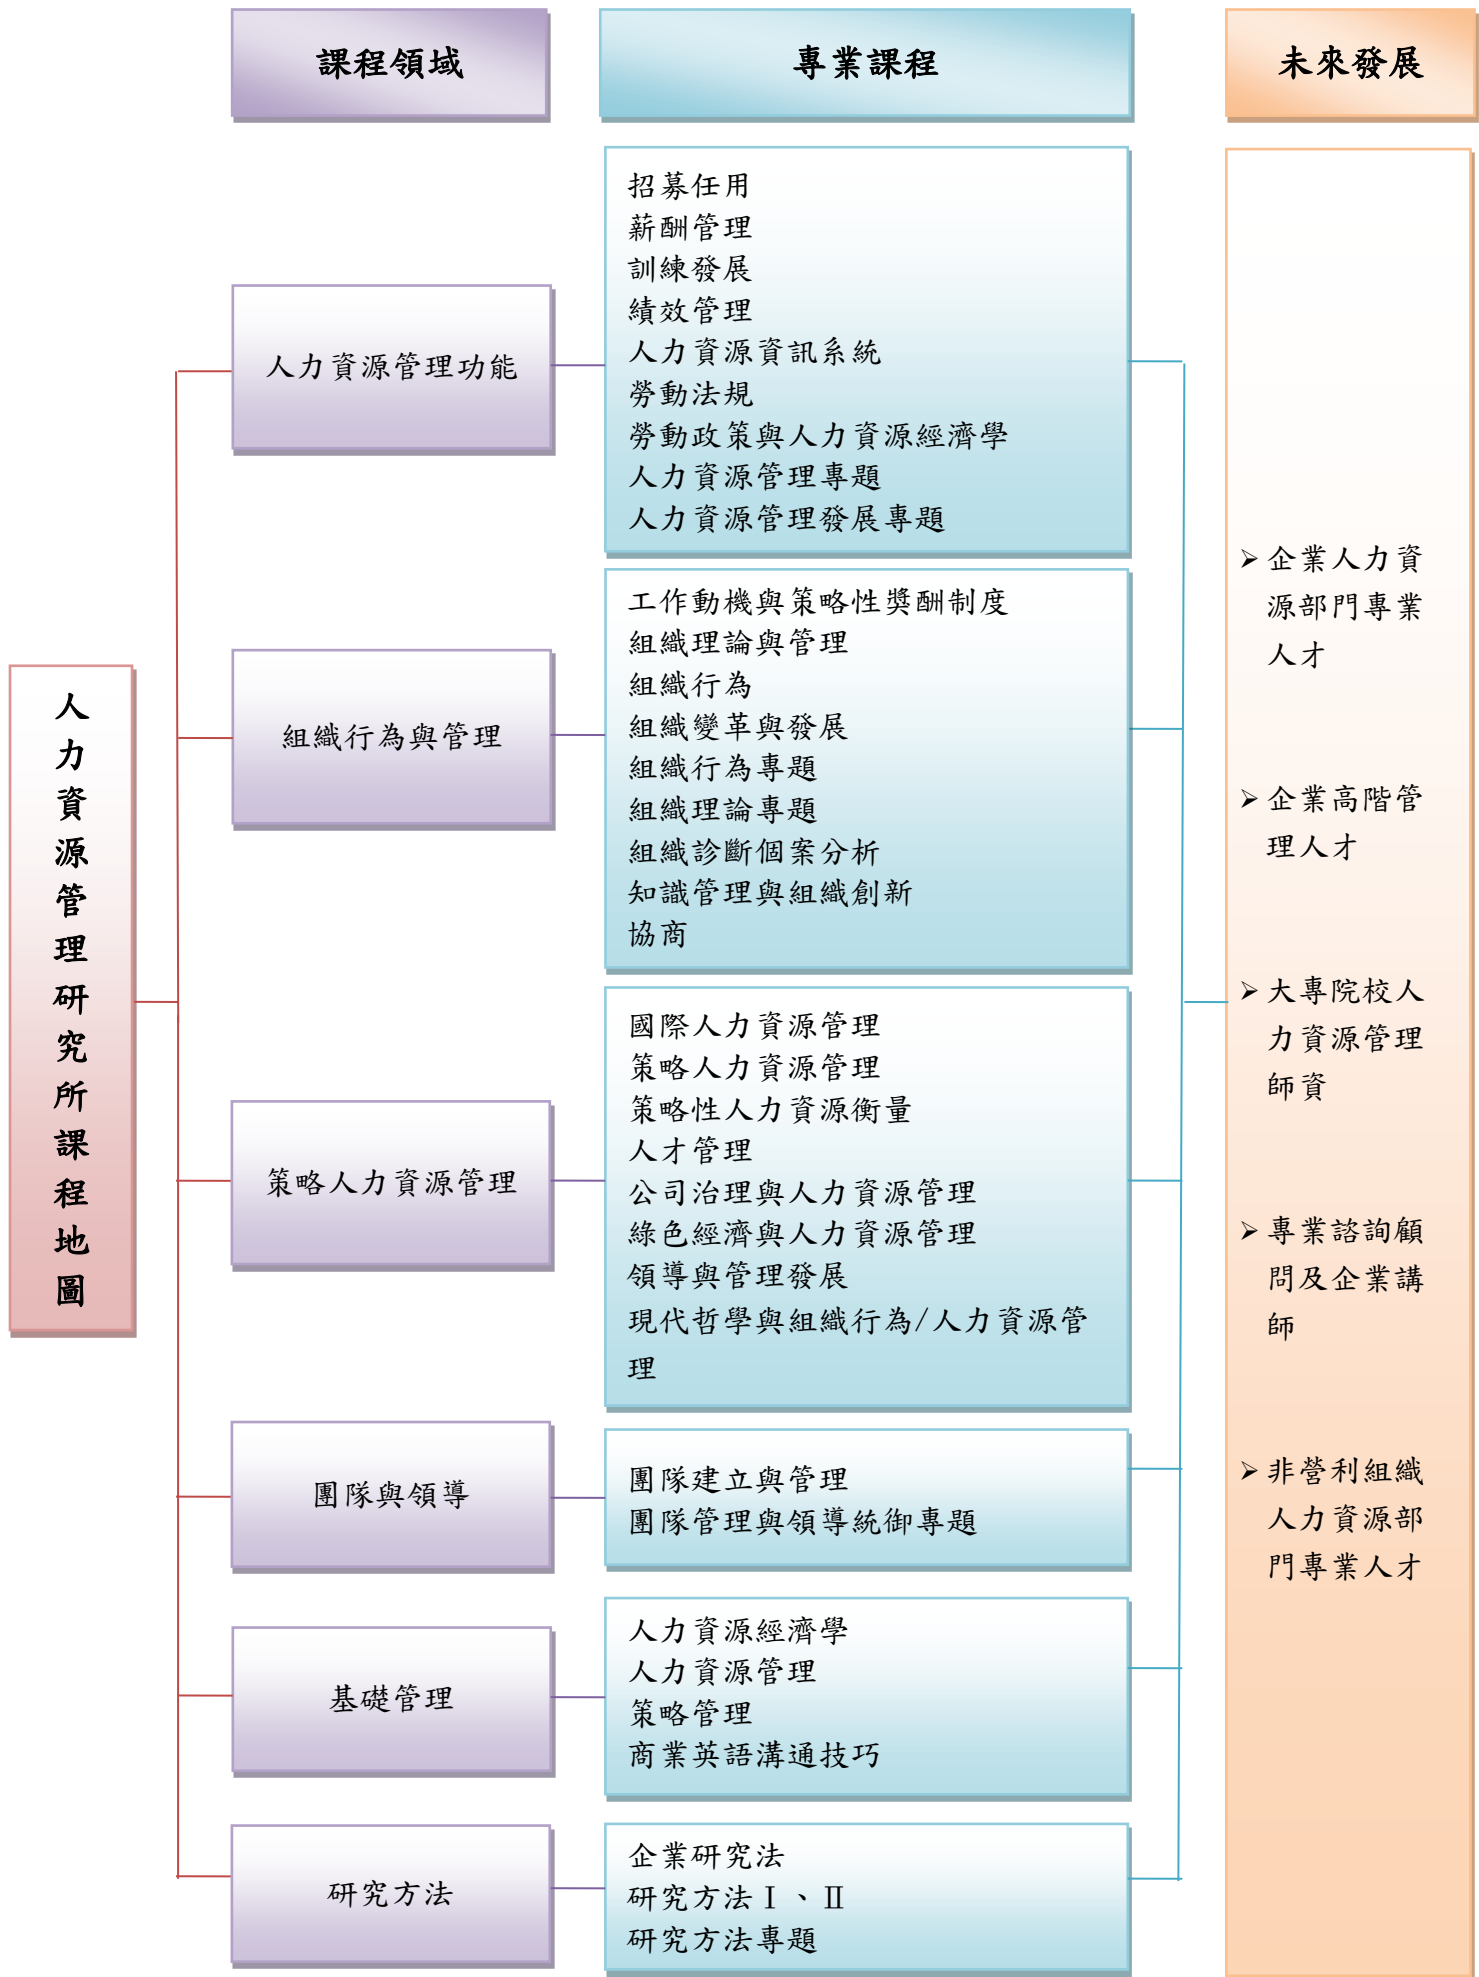 課程領域
專業課程
未來發展
人力資源管理研究所課程地圖
人力資源管理功能
招募任用
薪酬管理
訓練發展
績效管理
人力資源資訊系統
勞動法規
勞動政策與人力資源經濟學
人力資源管理專題
人力資源管理發展專題
組織行為與管理
工作動機與策略性獎酬制度
組織理論與管理
組織行為
組織變革與發展
組織行為專題
組織理論專題
組織診斷個案分析
知識管理與組織創新
協商
策略人力資源管理
國際人力資源管理
策略人力資源管理
策略性人力資源衡量
人才管理
公司治理與人力資源管理
綠色經濟與人力資源管理
領導與管理發展
現代哲學與組織行為/人力資源管
理
團隊與領導
團隊建立與管理
團隊管理與領導統御專題
基礎管理
人力資源經濟學
人力資源管理
策略管理
商業英語溝通技巧
研究方法
企業研究法
研究方法Ⅰ、Ⅱ
研究方法專題
➢ 企業人力資
源部門專業
人才
➢ 企業高階管
理人才
➢ 大專院校人
力資源管理
師資
➢ 專業諮詢顧
問及企業講
師
➢ 非營利組織
人力資源部
門專業人才